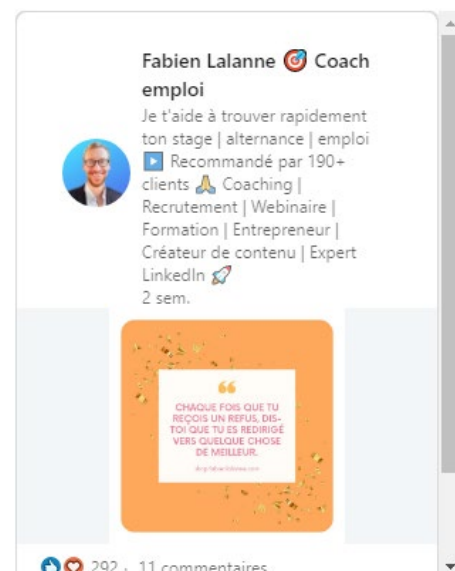 Fabien Lalanne 🎯 Coach
emploi
Je t'aide à trouver rapidement
ton stage | alternance | emploi
▶️ Recommandé par 190+
clients 🙏 Coaching |
Recrutement | Webinaire |
Formation | Entrepreneur |
Créateur de contenu | Expert
LinkedIn 🚀
2 sem.
“
CHAQUE FOIS QUE TU
REÇOIS UN REFUS, DIS-
TOI QUE TU ES REDIRIGÉ
VERS QUELQUE CHOSE
DE MEILLEUR.
292 · 11 commentaires